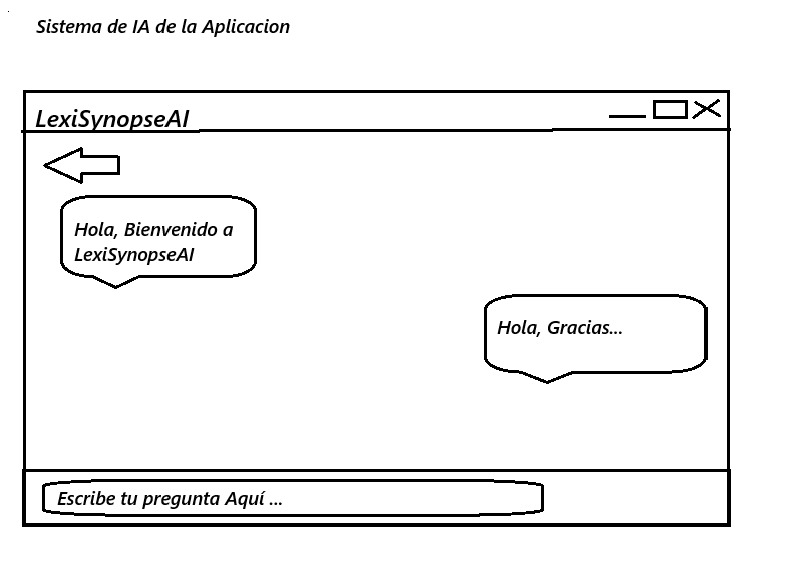 Sistema de IA de la Aplicacion
LexiSynopseAI
Hola, Bienvenido a
LexiSynopseAI
Hola, Gracias...
Escribe tu pregunta Aquí ...